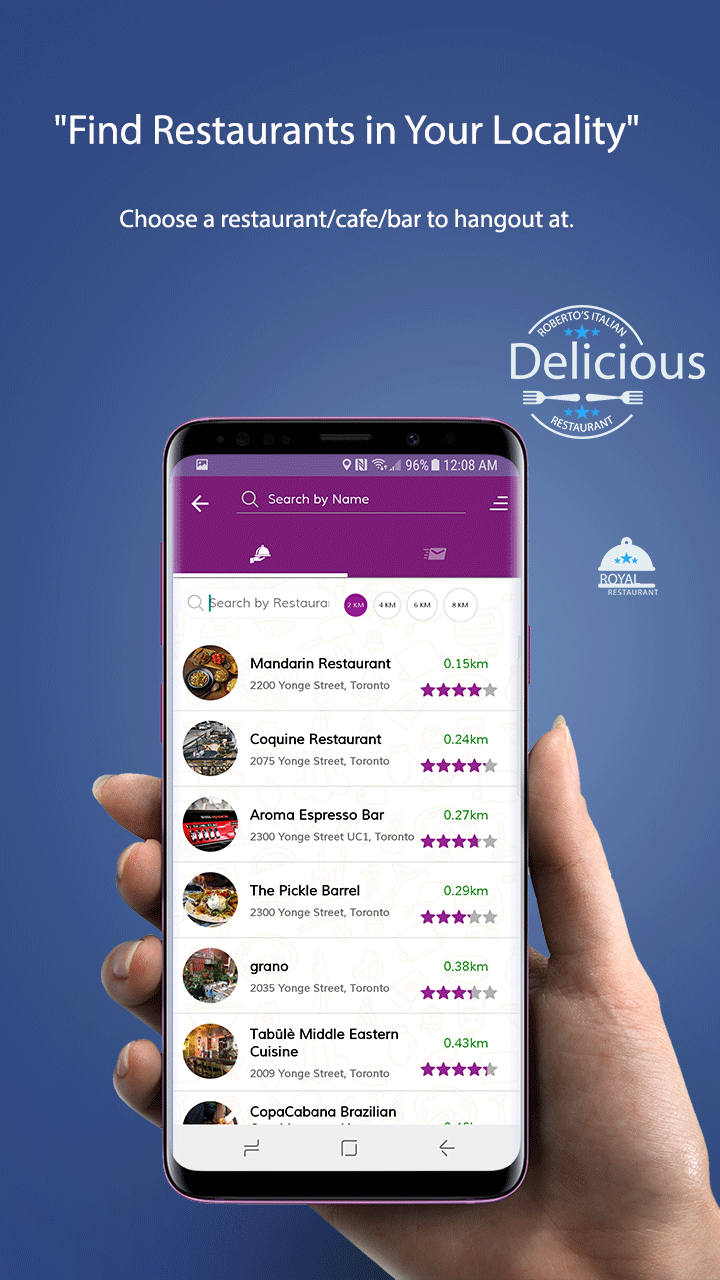 "Find Restaurants in Your Locality"
Choose a restaurant/cafe/bar to hangout at.
ROBERTO'S ITALIAN
Delicious
RESTAURANT
ROYAL
RESTAURANT
96% 12:08 AM
Search by Name
Search by Restaura
2 KM 4 KM 6 KM 8 KM
Mandarin Restaurant 0.15km
2200 Yonge Street, Toronto
Coquine Restaurant 0.24km
2075 Yonge Street, Toronto
Aroma Espresso Bar 0.27km
2300 Yonge Street UC1, Toronto
The Pickle Barrel 0.29km
2300 Yonge Street, Toronto
grano 0.38km
2035 Yonge Street, Toronto
Tabūlè Middle Eastern
Cuisine 0.43km
2009 Yonge Street, Toronto
CopaCabana Brazilian